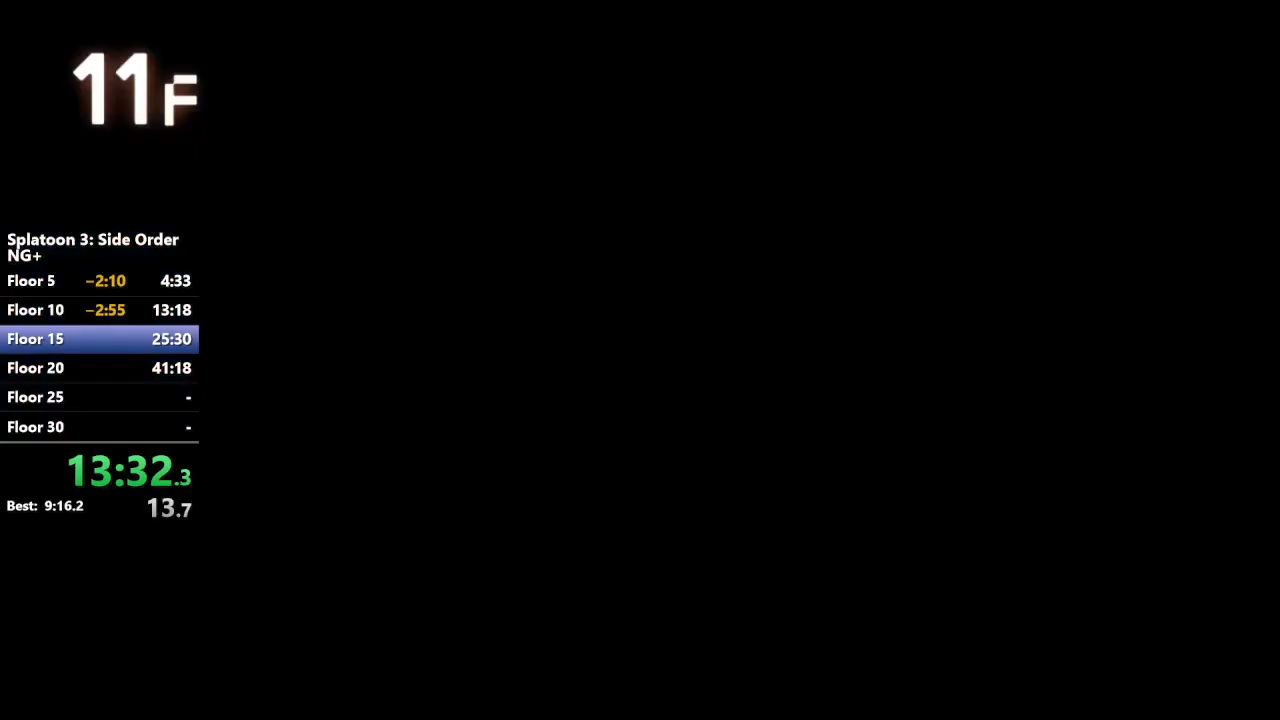 11F
Splatoon 3: Side Order
NG+
Floor 5 −2:10 4:33
Floor 10 −2:55 13:18
Floor 15 25:30
Floor 20 41:18
Floor 25 -
Floor 30 -
13:32.3
Best: 9:16.2 13.7